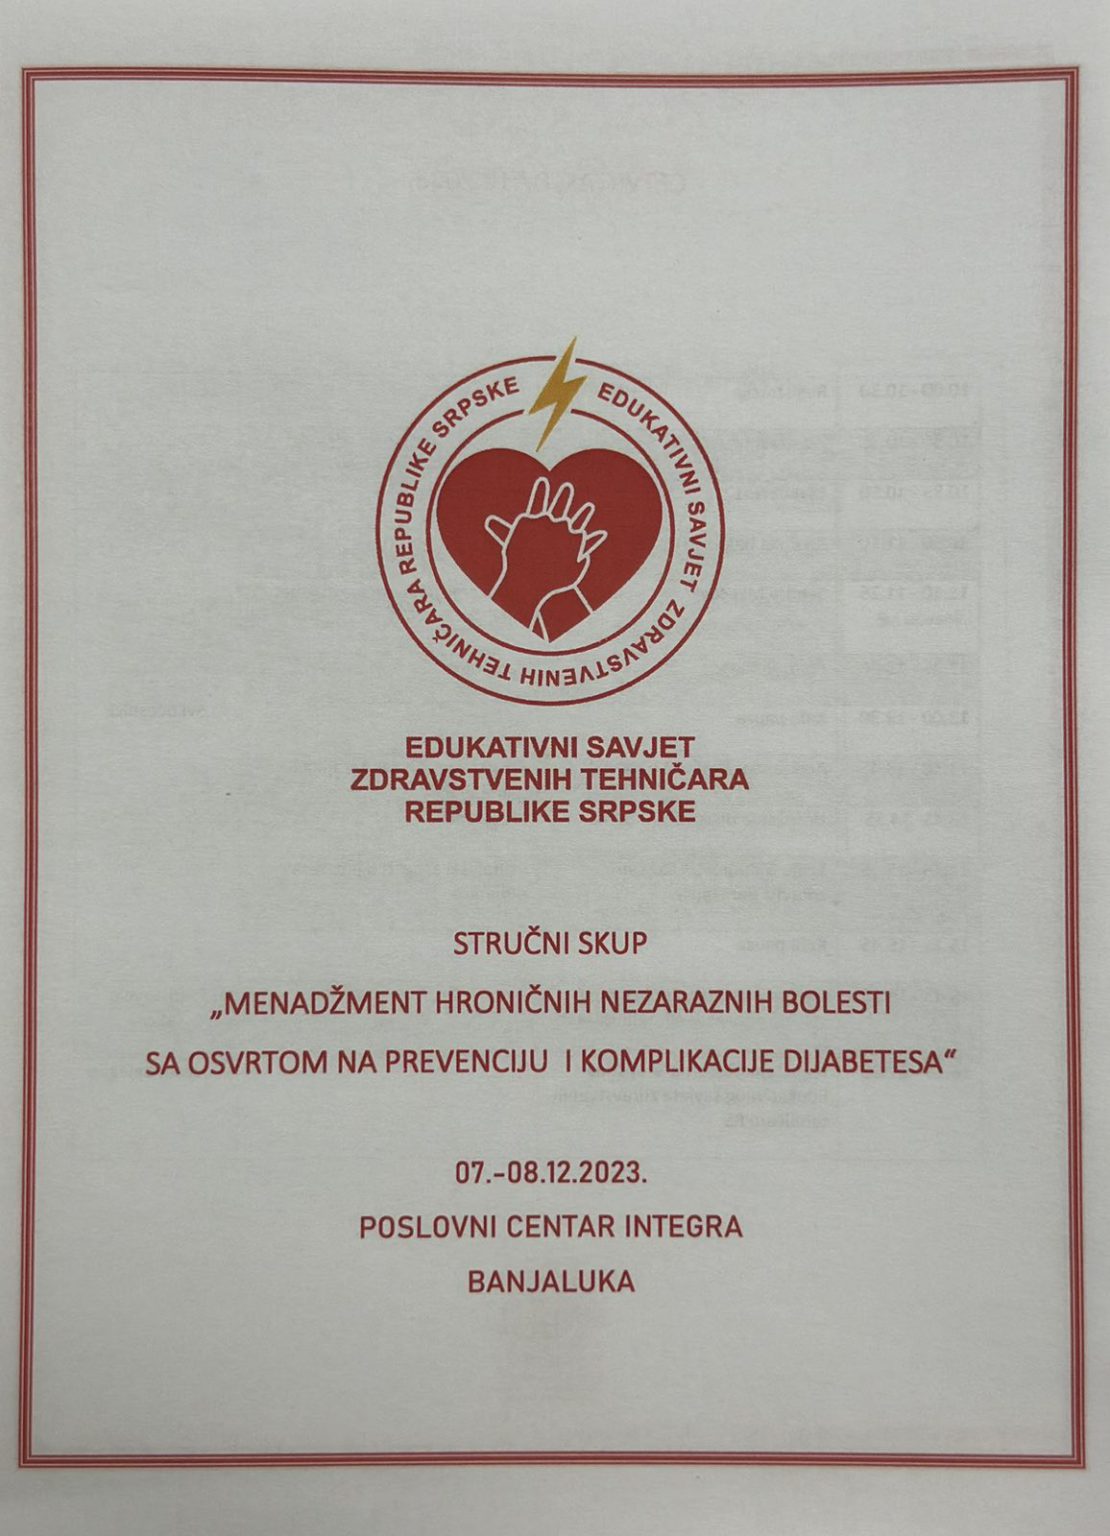 EDUKATIVNI SAVJET ZDRAVSTVENIH TEHNIČARA REPUBLIKE SRPSKE
EDUKATIVNI SAVJET
ZDRAVSTVENIH TEHNIČARA
REPUBLIKE SRPSKE
STRUČNI SKUP
„MENADŽMENT HRONIČNIH NEZARAZNIH BOLESTI
SA OSVRTOM NA PREVENCIJU I KOMPLIKACIJE DIJABETESA“
07.-08.12.2023.
POSLOVNI CENTAR INTEGRA
BANJALUKA